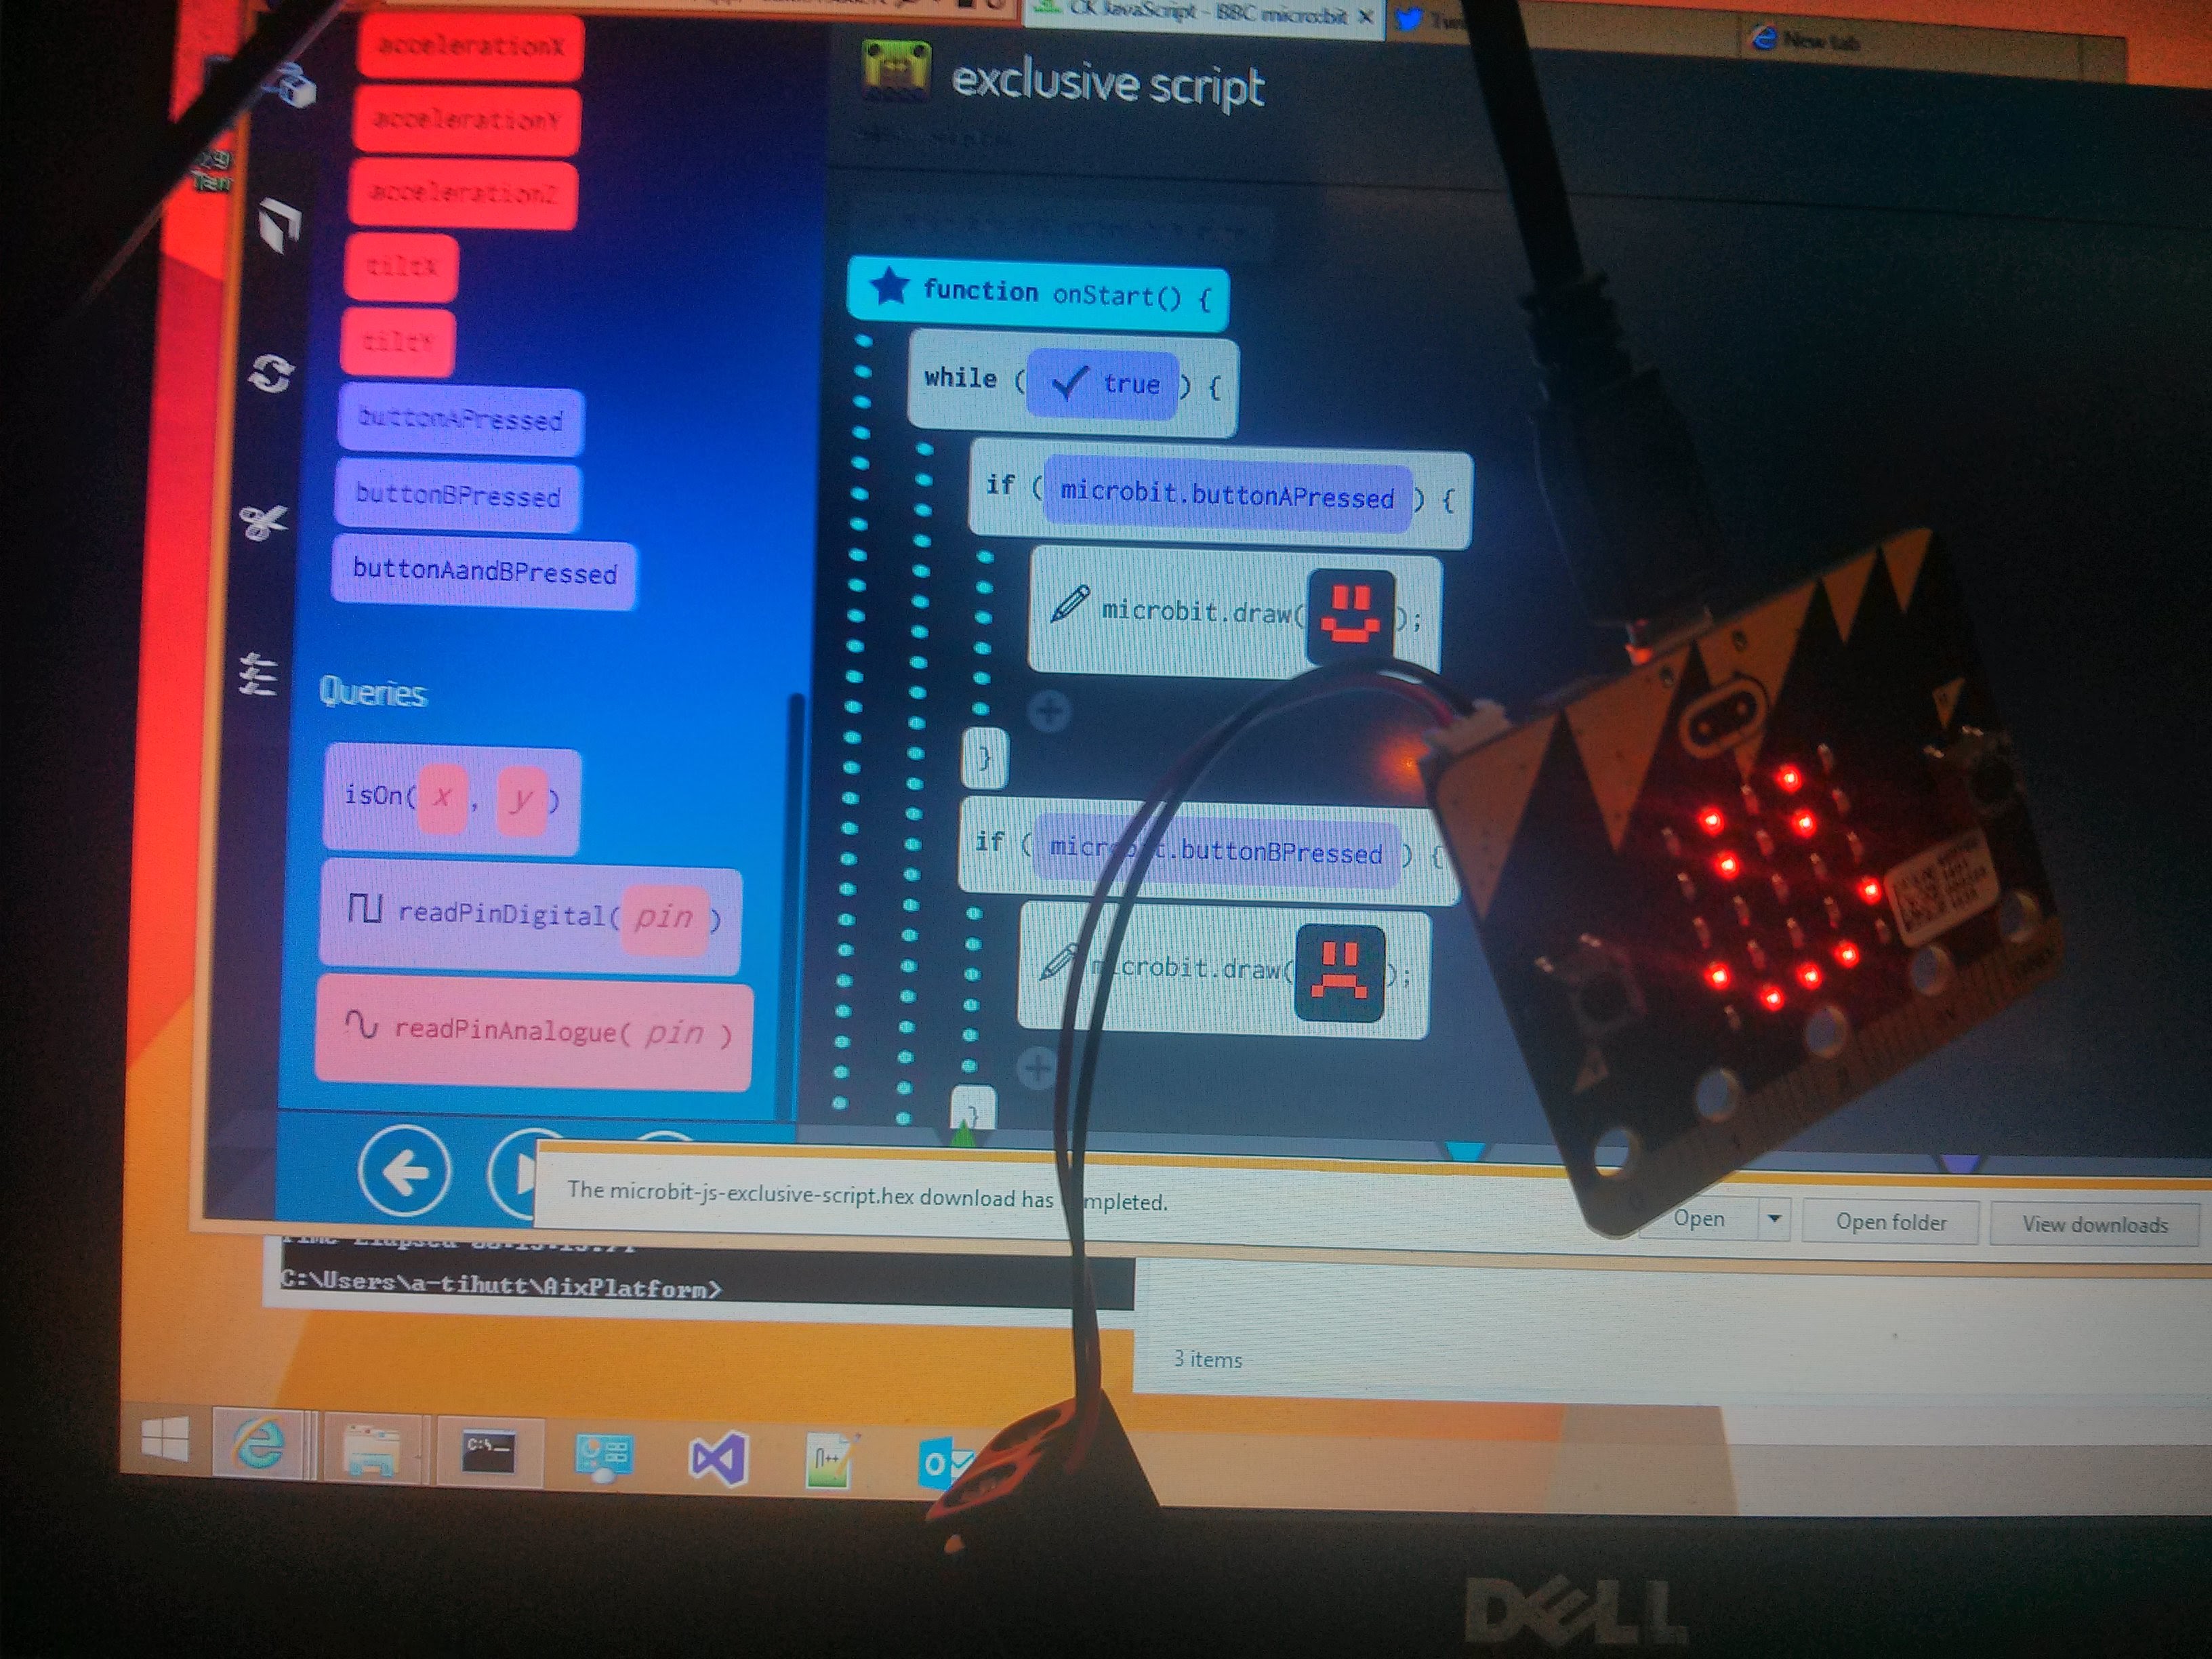 CK JavaScript - BBC micro:bit
New tab
accelerationX
accelerationY
accelerationZ
tiltX
tiltY
buttonAPressed
buttonBPressed
buttonAandBPressed
Queries
isOn( x , y )
readPinDigital( pin )
readPinAnalogue( pin )
exclusive script
function onStart() {
while ( true ) {
if ( microbit.buttonAPressed ) {
microbit.draw( );
}
if ( microbit.buttonBPressed ) {
microbit.draw( );
}
The microbit-js-exclusive-script.hex download has mpleted.
Open
Open folder
View downloads
C:\Users\a-tihutt\AixPlatform>
3 items
C:\_
n++
DELL